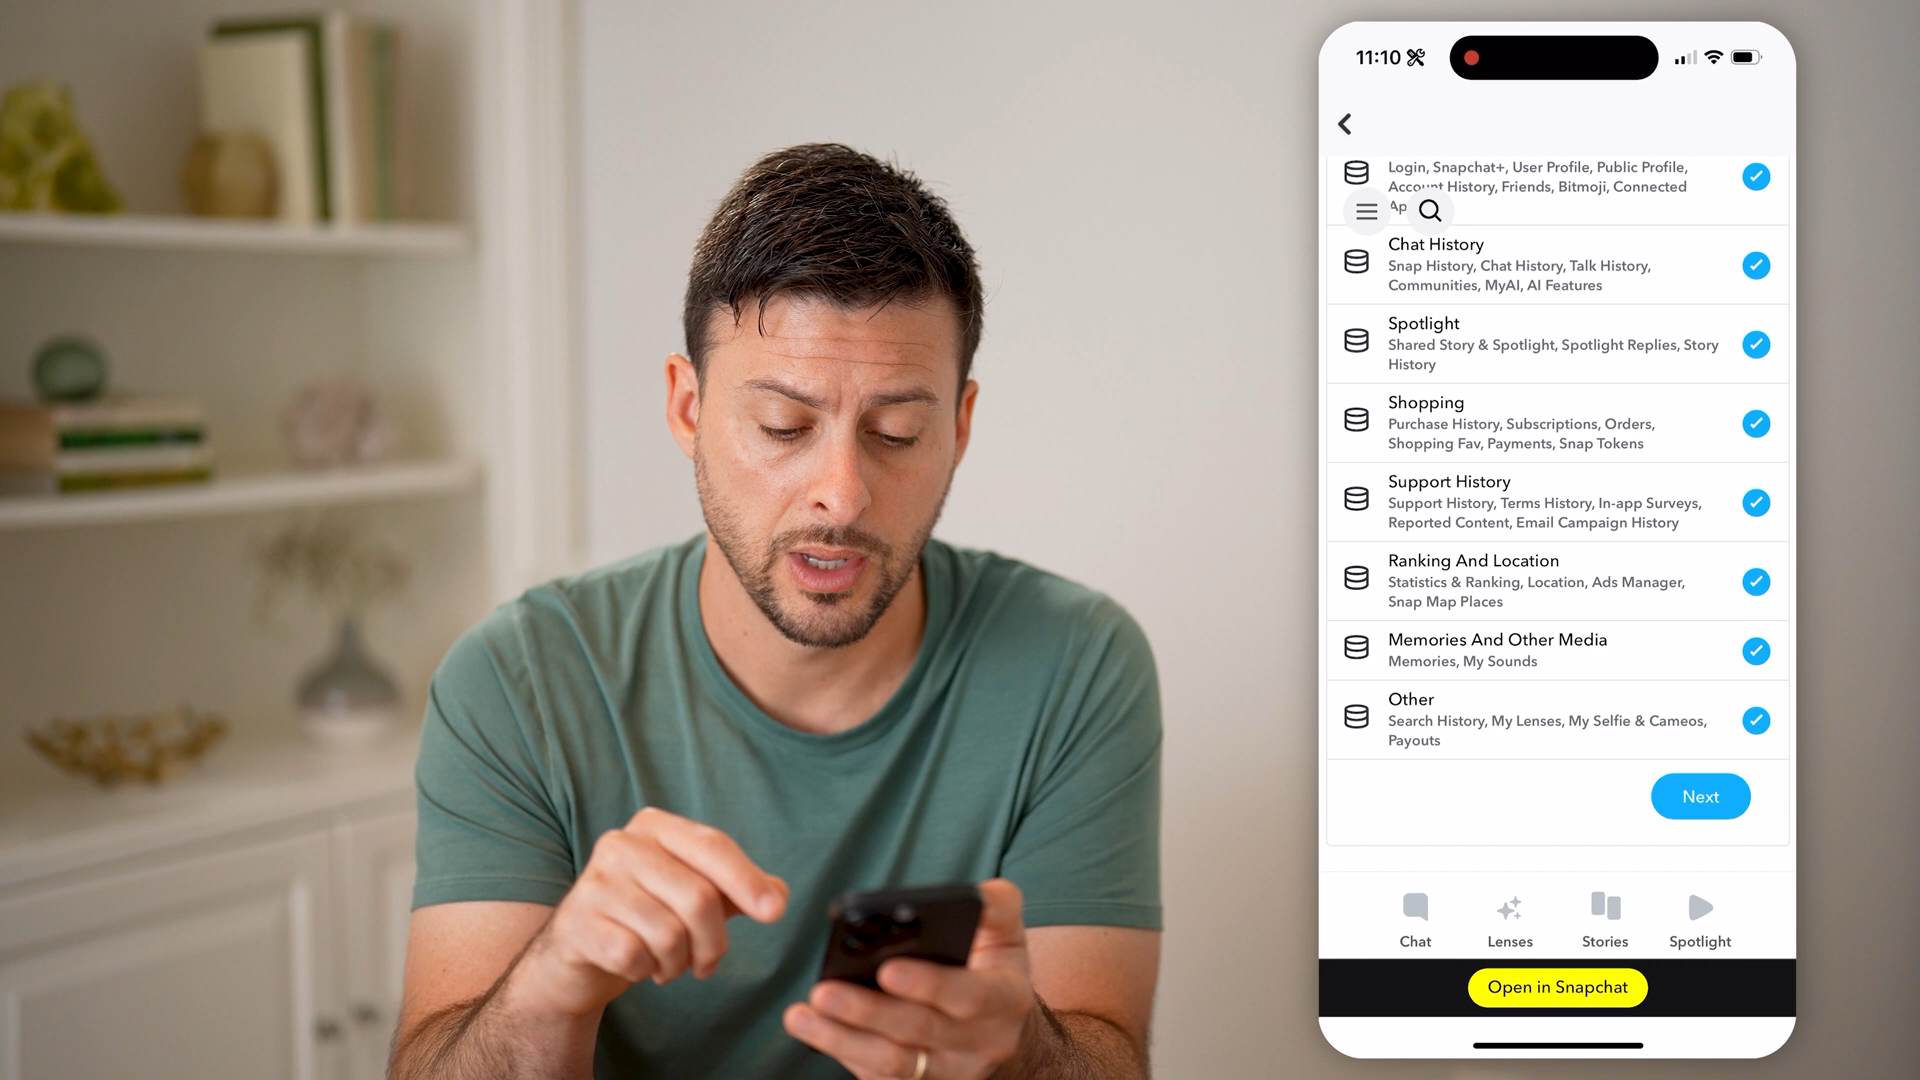 11:10
Login, Snapchat+, User Profile, Public Profile,
Account History, Friends, Bitmoji, Connected
Ap
Chat History
Snap History, Chat History, Talk History,
Communities, MyAI, AI Features
Spotlight
Shared Story & Spotlight, Spotlight Replies, Story
History
Shopping
Purchase History, Subscriptions, Orders,
Shopping Fav, Payments, Snap Tokens
Support History
Support History, Terms History, In-app Surveys,
Reported Content, Email Campaign History
Ranking And Location
Statistics & Ranking, Location, Ads Manager,
Snap Map Places
Memories And Other Media
Memories, My Sounds
Other
Search History, My Lenses, My Selfie & Cameos,
Payouts
Next
Chat Lenses Stories Spotlight
Open in Snapchat